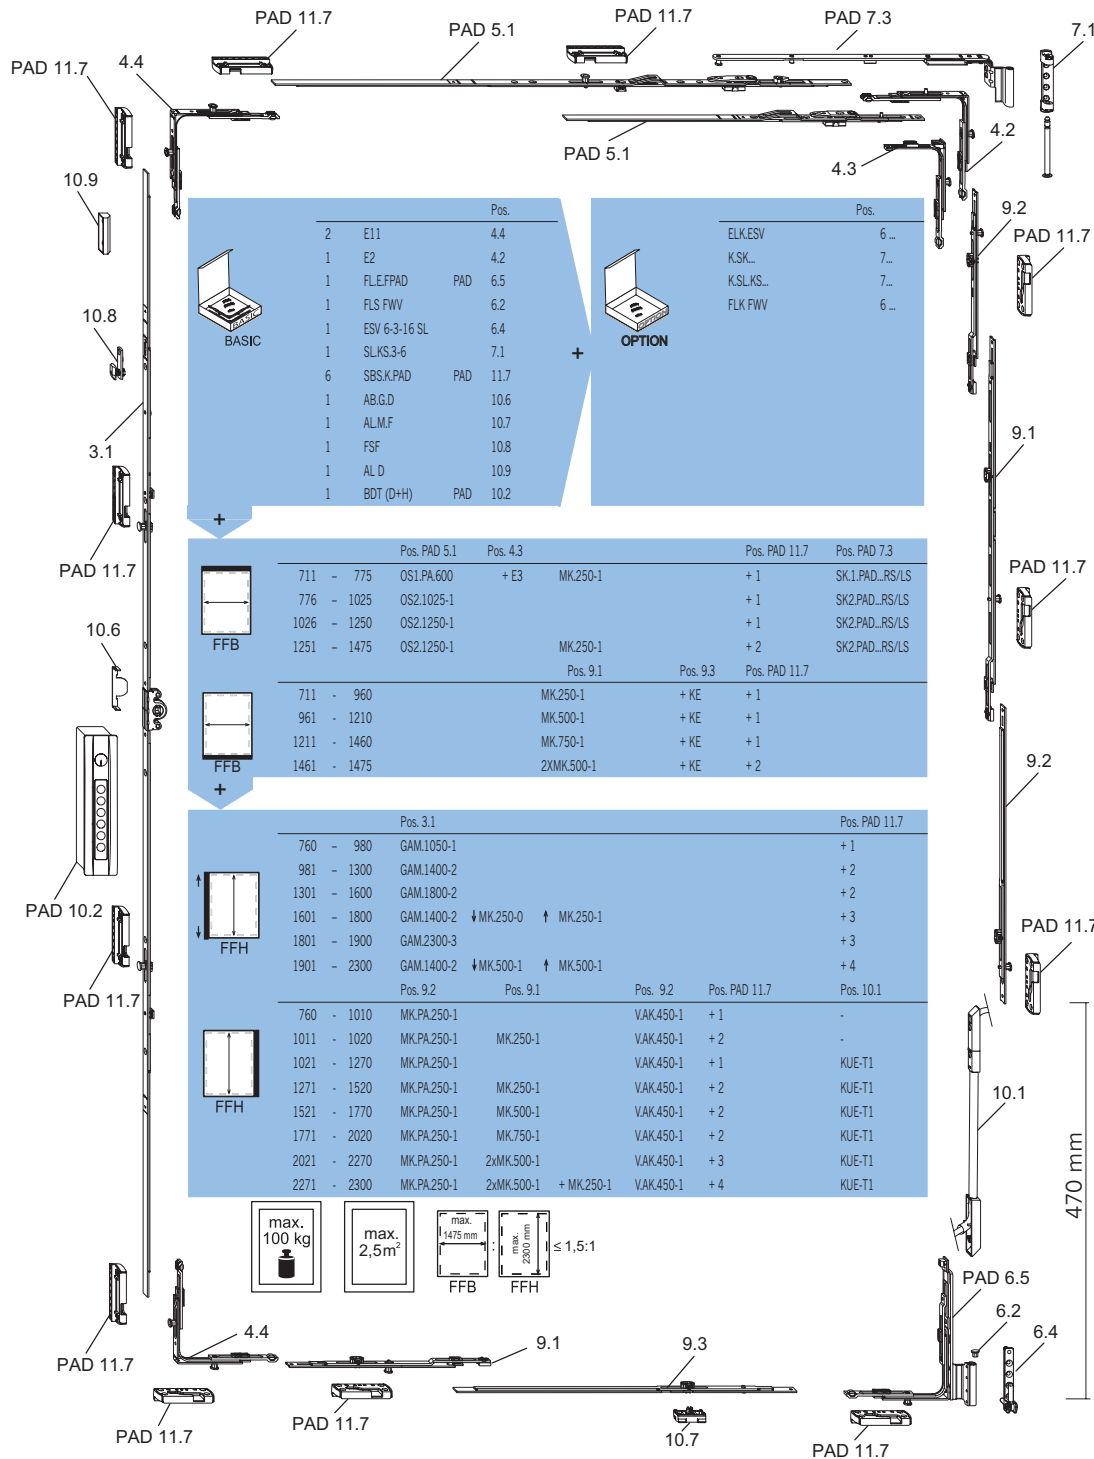 PAD 11.7
PAD 5.1
PAD 11.7
PAD 7.3
7.1
PAD 11.7
4.4
PAD 5.1
4.3
4.2
10.9
9.2
PAD 11.7
Pos.
2 E11 4.4
1 E2 4.2
1 FL.E.FPAD PAD 6.5
1 FLS FWV 6.2
1 ESV 6-3-16 SL 6.4
1 SL.KS.3-6 7.1
6 SBS.K.PAD PAD 11.7
1 AB.G.D 10.6
1 AL.M.F 10.7
1 FSF 10.8
1 AL D 10.9
1 BDT (D+H) PAD 10.2
BASIC
BASIC
+
Pos.
ELK.ESV 6 ...
K.SK... 7...
K.SL.KS... 7...
FLK FWV 6 ...
OPTION
OPTION
10.8
3.1
PAD 11.7
9.1
+
Pos. PAD 5.1 Pos. 4.3 Pos. PAD 11.7 Pos. PAD 7.3
711 – 775 OS1.PA.600 + E3 MK.250-1 + 1 SK.1.PAD...RS/LS
776 – 1025 OS2.1025-1 + 1 SK2.PAD...RS/LS
1026 – 1250 OS2.1250-1 + 1 SK2.PAD...RS/LS
1251 – 1475 OS2.1250-1 MK.250-1 + 2 SK2.PAD...RS/LS
FFB
Pos. 9.1 Pos. 9.3 Pos. PAD 11.7
711 - 960 MK.250-1 + KE + 1
961 - 1210 MK.500-1 + KE + 1
1211 - 1460 MK.750-1 + KE + 1
1461 - 1475 2XMK.500-1 + KE + 2
FFB
PAD 11.7
10.6
9.2
PAD 10.2
PAD 11.7
+
Pos. 3.1 Pos. PAD 11.7
760 – 980 GAM.1050-1 + 1
981 – 1300 GAM.1400-2 + 2
1301 – 1600 GAM.1800-2 + 2
1601 – 1800 GAM.1400-2 ↓MK.250-0 ↑ MK.250-1 + 3
1801 – 1900 GAM.2300-3 + 3
1901 – 2300 GAM.1400-2 ↓MK.500-1 ↑ MK.500-1 + 4
FFH
Pos. 9.2 Pos. 9.1 Pos. 9.2 Pos. PAD 11.7 Pos. 10.1
760 - 1010 MK.PA.250-1 V.AK.450-1 + 1 -
1011 - 1020 MK.PA.250-1 MK.250-1 V.AK.450-1 + 2 -
1021 - 1270 MK.PA.250-1 V.AK.450-1 + 1 KUE-T1
1271 - 1520 MK.PA.250-1 MK.250-1 V.AK.450-1 + 2 KUE-T1
1521 - 1770 MK.PA.250-1 MK.500-1 V.AK.450-1 + 2 KUE-T1
1771 - 2020 MK.PA.250-1 MK.750-1 V.AK.450-1 + 2 KUE-T1
2021 - 2270 MK.PA.250-1 2xMK.500-1 V.AK.450-1 + 3 KUE-T1
2271 - 2300 MK.PA.250-1 2xMK.500-1 + MK.250-1 V.AK.450-1 + 4 KUE-T1
FFH
PAD 11.7
10.1
470 mm
max.
100 kg
max.
2,5m²
max.
1475 mm
FFB
:
max.
2300 mm
FFH
≤ 1,5:1
PAD 6.5
6.2
6.4
PAD 11.7
4.4
9.1
9.3
PAD 11.7
PAD 11.7
10.7
PAD 11.7